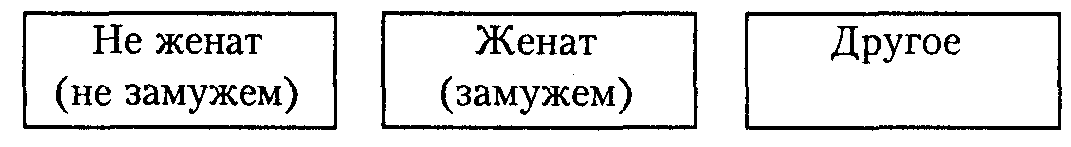 Не женат
(не замужем)
Женат
(замужем)
Другое